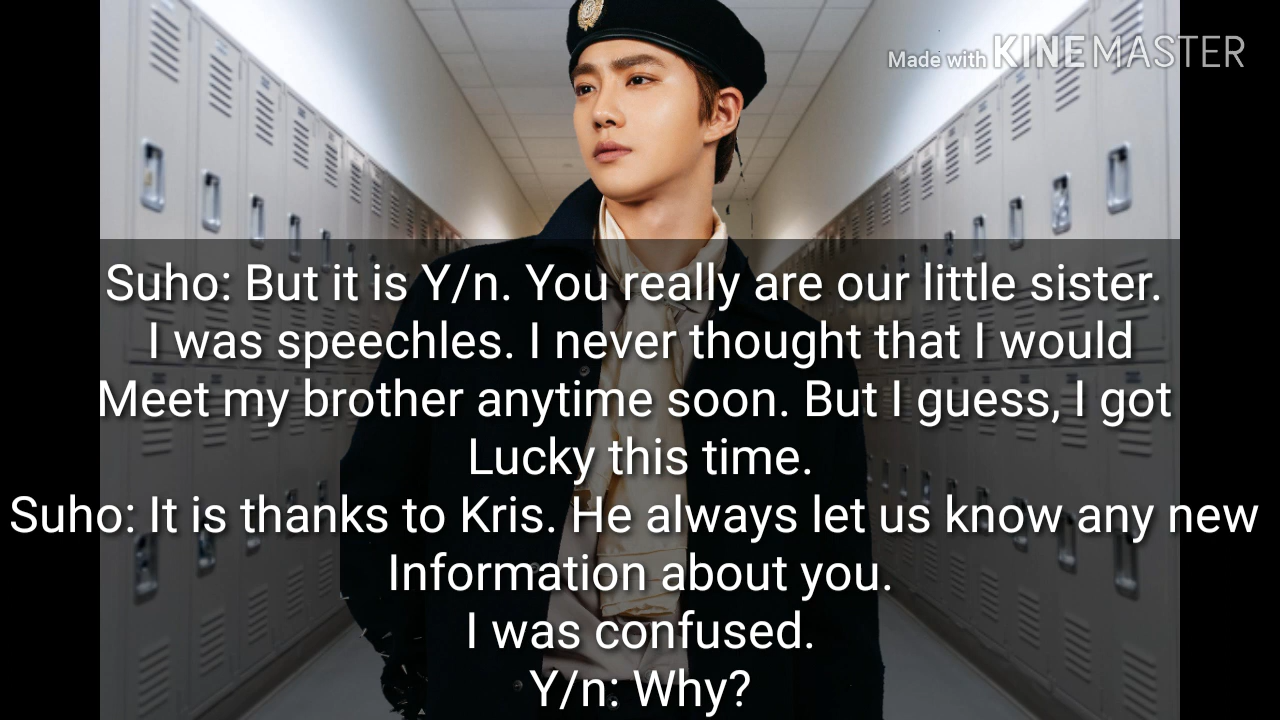 Made with KINEMASTER
Suho: But it is Y/n. You really are our little sister.
I was speechles. I never thought that I would
Meet my brother anytime soon. But I guess, I got
Lucky this time.
Suho: It is thanks to Kris. He always let us know any new
Information about you.
I was confused.
Y/n: Why?